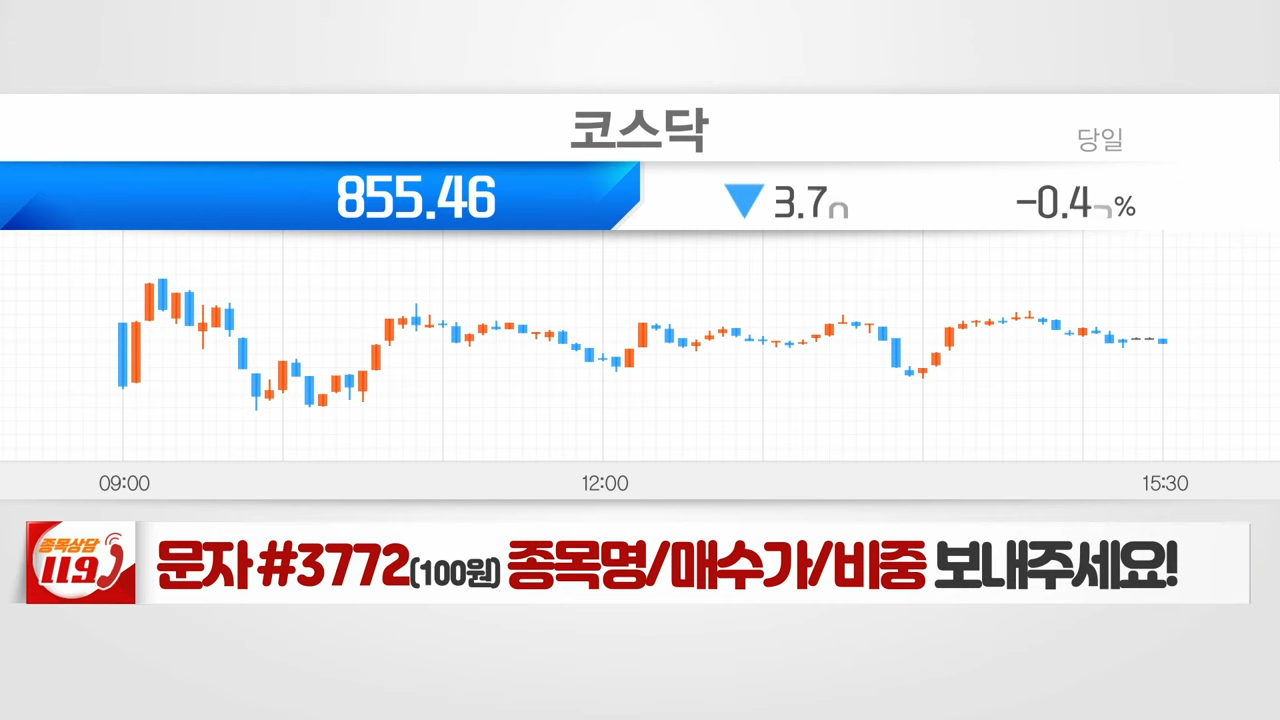 코스닥
당일
855.46 ▼ 3.7 -0.4 %
09:00 12:00 15:30
종목상담
119
문자 #3772(100원) 종목명/매수가/비중 보내주세요!